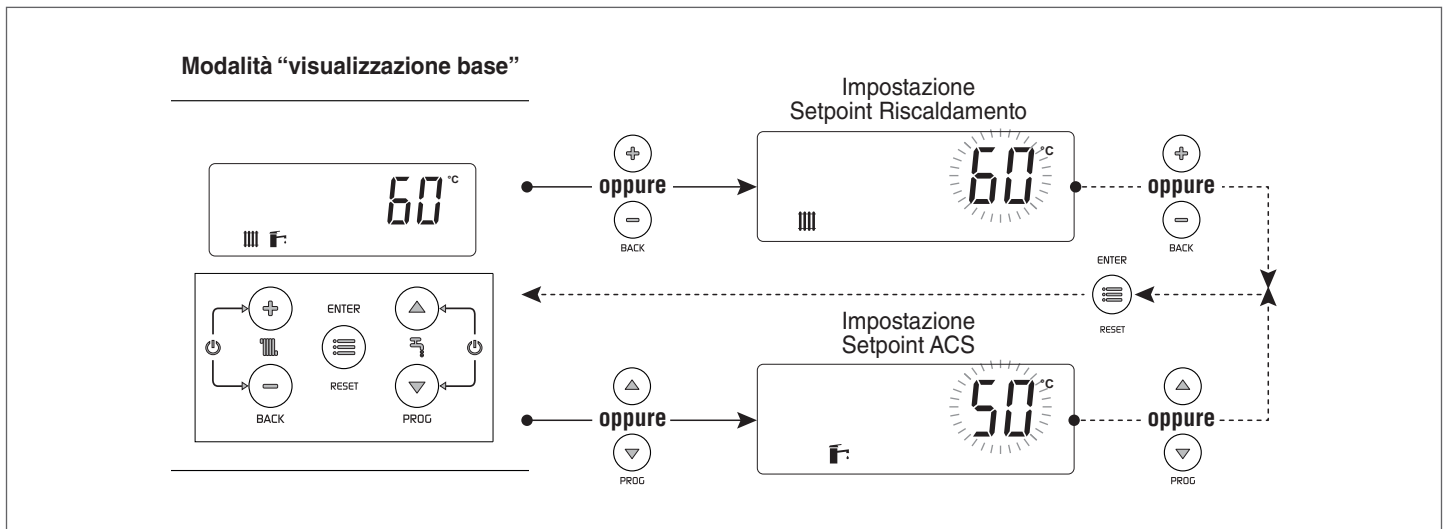 Modalità “visualizzazione base”
60 °C
ENTER
RESET
BACK
PROG
oppure
BACK
Impostazione
Setpoint Riscaldamento
60 °C
oppure
BACK
ENTER
RESET
oppure
PROG
Impostazione
Setpoint ACS
50 °C
oppure
PROG